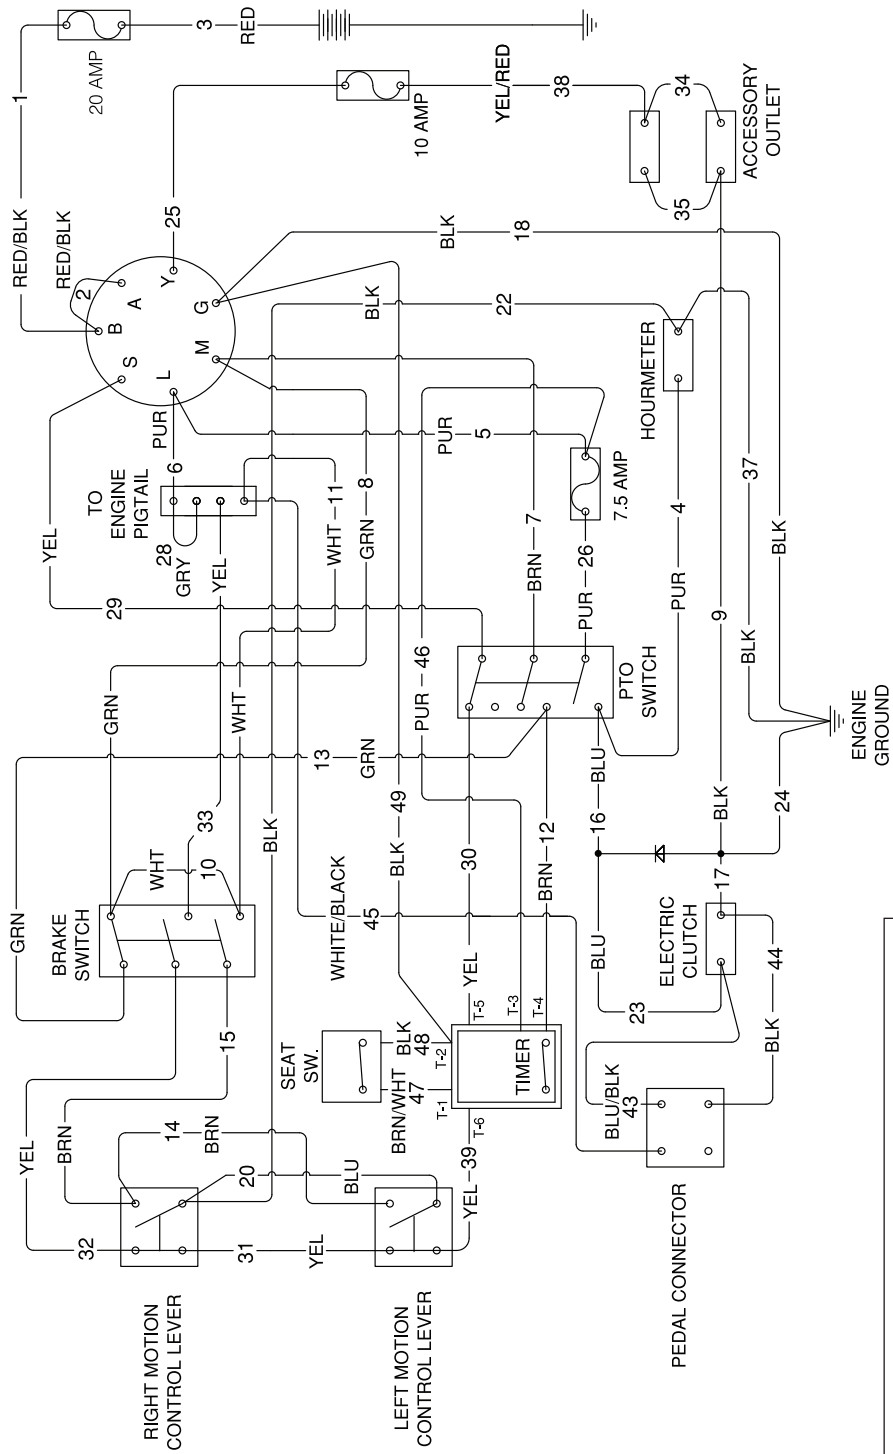 1
20 AMP
3
RED
RED/BLK
RED/BLK
2
25
10 AMP
YEL/RED
38
34
35
ACCESSORY
OUTLET
B
A
Y
S
L
M
G
BLK
18
BLK
22
PUR
6
PUR
5
TO
ENGINE
PIGTAIL
28
GRY
YEL
WHT
11
GRN
8
YEL
29
BRN
7
7.5 AMP
PUR
26
HOURMETER
4
PUR
37
BLK
BLK
9
PUR
46
PTO
SWITCH
GRN
WHT
13
GRN
BLU
16
BLK
24
ENGINE
GROUND
33
BLK
49
BLK
30
12
BRN
WHT
10
BRAKE
SWITCH
GRN
WHITE/BLACK
45
17
ELECTRIC
CLUTCH
BLU
23
44
BLK
YEL
T-5
T-3
T-4
T-2
T-1
T-6
TIMER
SEAT
SW.
BLK
48
BRN/WHT
47
15
BRN
YEL
14
BRN
20
BLU
BLU/BLK
43
39
YEL
32
31
YEL
RIGHT MOTION
CONTROL LEVER
LEFT MOTION
CONTROL LEVER
PEDAL CONNECTOR